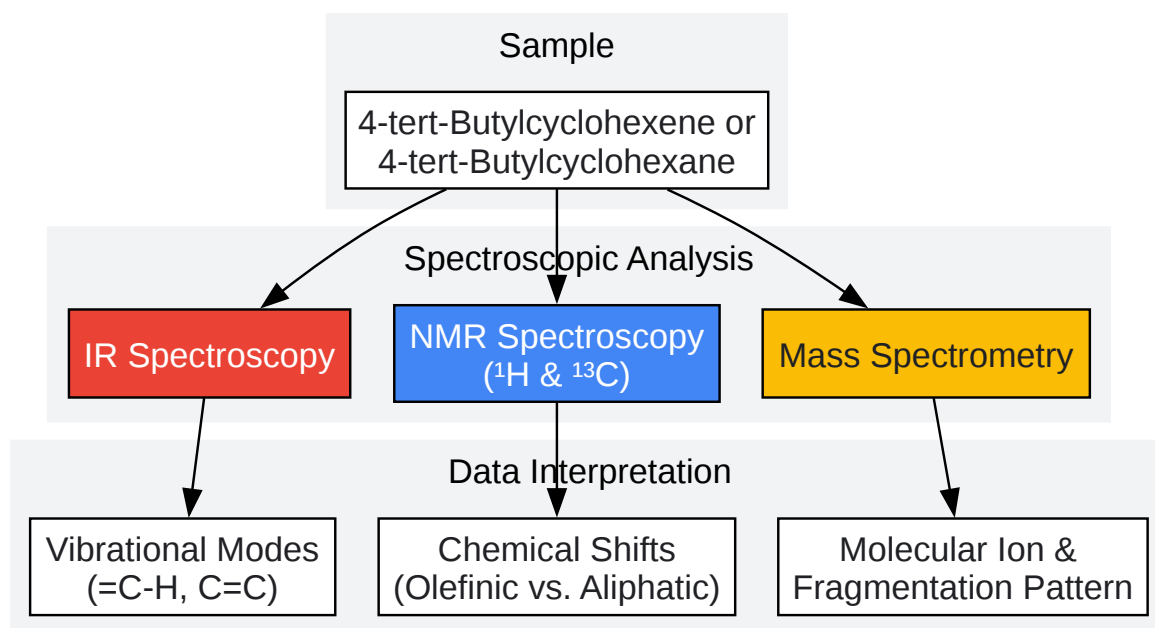 Sample
4-tert-Butylcyclohexene or
4-tert-Butylcyclohexane
Spectroscopic Analysis
IR Spectroscopy
NMR Spectroscopy
(¹H & ¹³C)
Mass Spectrometry
Data Interpretation
Vibrational Modes
(=C-H, C=C)
Chemical Shifts
(Olefinic vs. Aliphatic)
Molecular Ion &
Fragmentation Pattern